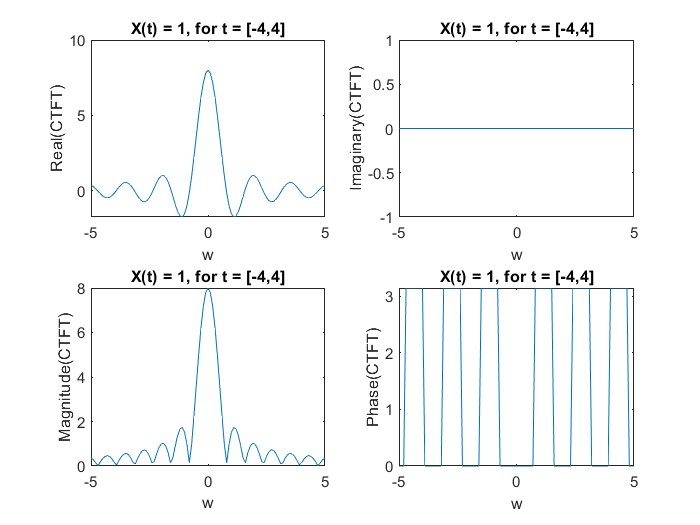 X(t) = 1, for t = [-4,4]
10
5
0
Real(CTFT)
-5 0 5
w
X(t) = 1, for t = [-4,4]
1
0.5
0
-0.5
-1
Imaginary(CTFT)
-5 0 5
w
X(t) = 1, for t = [-4,4]
8
6
4
2
0
Magnitude(CTFT)
-5 0 5
w
X(t) = 1, for t = [-4,4]
3
2
1
0
Phase(CTFT)
-5 0 5
w